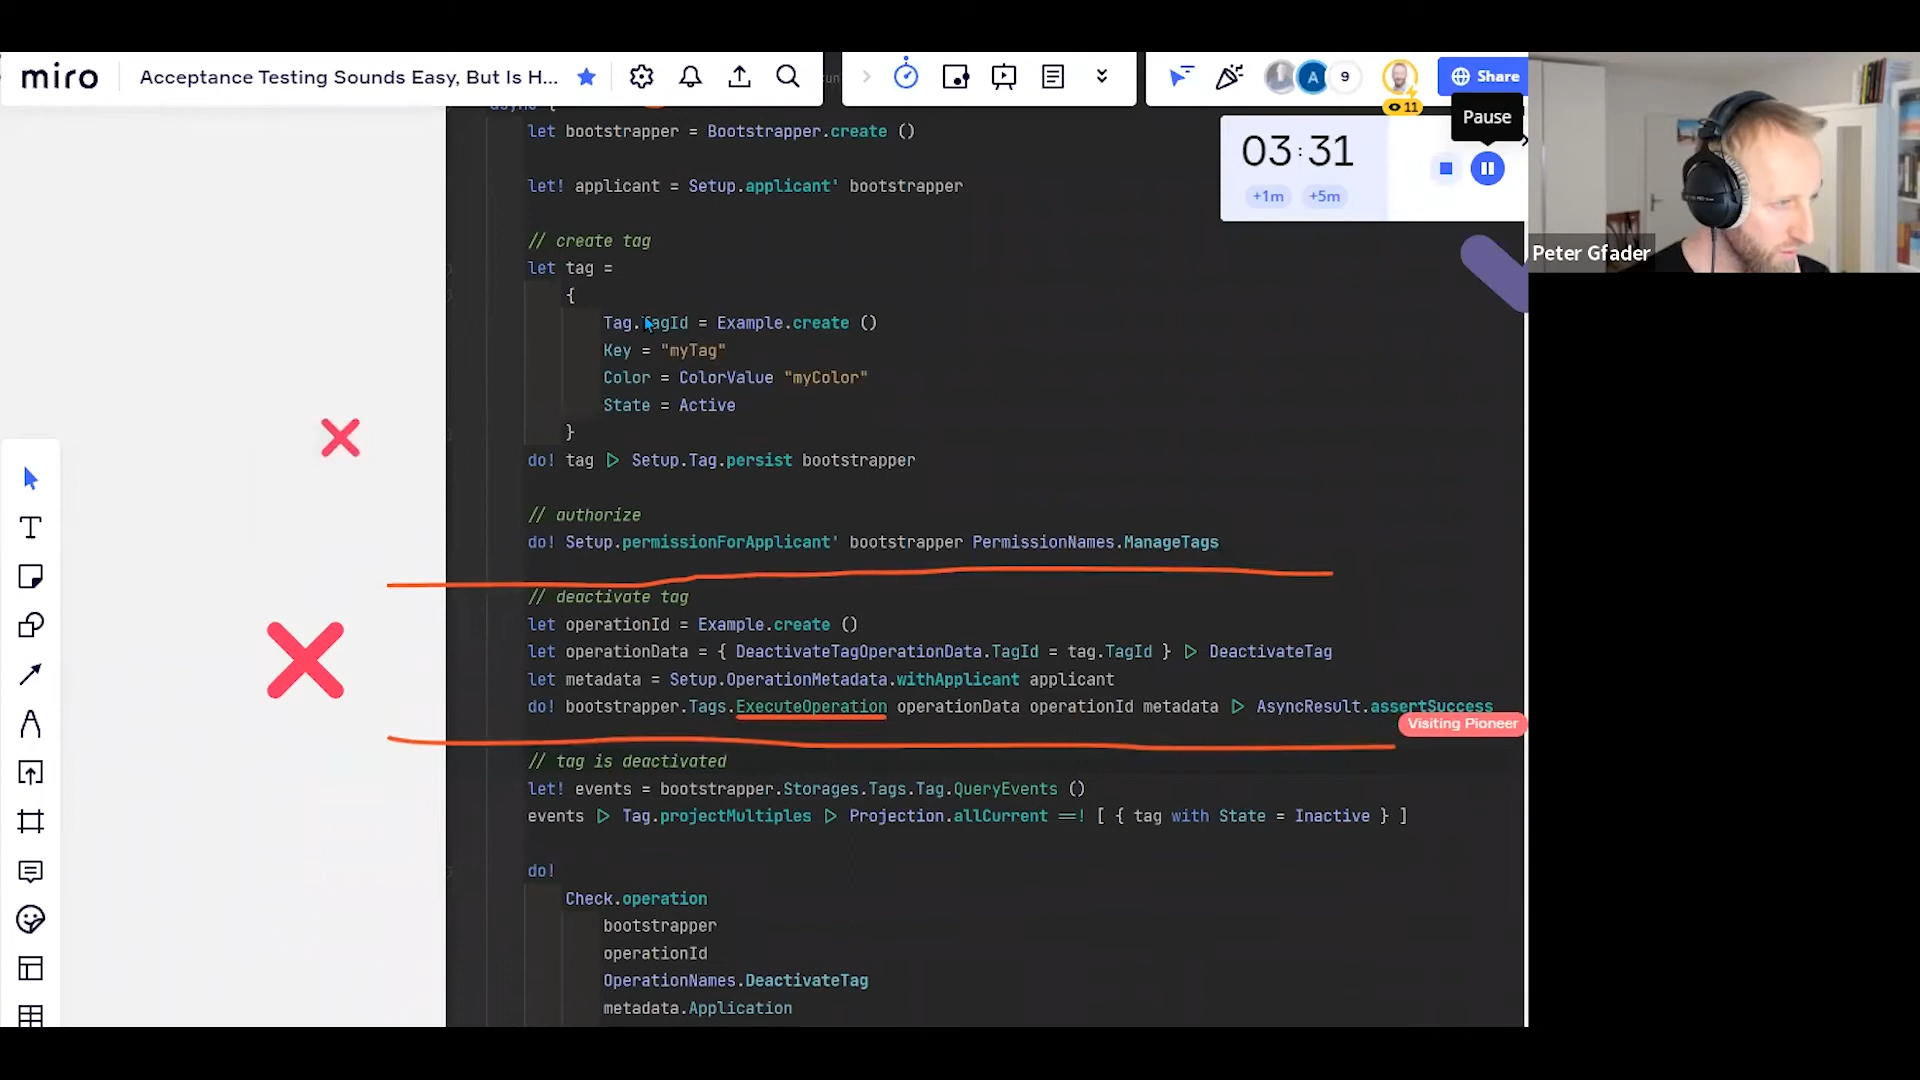 miro
Acceptance Testing Sounds Easy, But Is H...
A
9
Share
11
Pause
03:31
+1m
+5m
Peter Gfader
async {
let bootstrapper = Bootstrapper.create ()
let! applicant = Setup.applicant' bootstrapper
// create tag
let tag =
{
Tag.TagId = Example.create ()
Key = "myTag"
Color = ColorValue "myColor"
State = Active
}
do! tag ▷ Setup.Tag.persist bootstrapper
// authorize
do! Setup.permissionForApplicant' bootstrapper PermissionNames.ManageTags
// deactivate tag
let operationId = Example.create ()
let operationData = { DeactivateTagOperationData.TagId = tag.TagId } ▷ DeactivateTag
let metadata = Setup.OperationMetadata.withApplicant applicant
do! bootstrapper.Tags.ExecuteOperation operationData operationId metadata ▷ AsyncResult.assertSuccess
Visiting Pioneer
// tag is deactivated
let! events = bootstrapper.Storages.Tags.Tag.QueryEvents ()
events ▷ Tag.projectMultiples ▷ Projection.allCurrent ==! [ { tag with State = Inactive } ]
do!
Check.operation
bootstrapper
operationId
OperationNames.DeactivateTag
metadata.Application